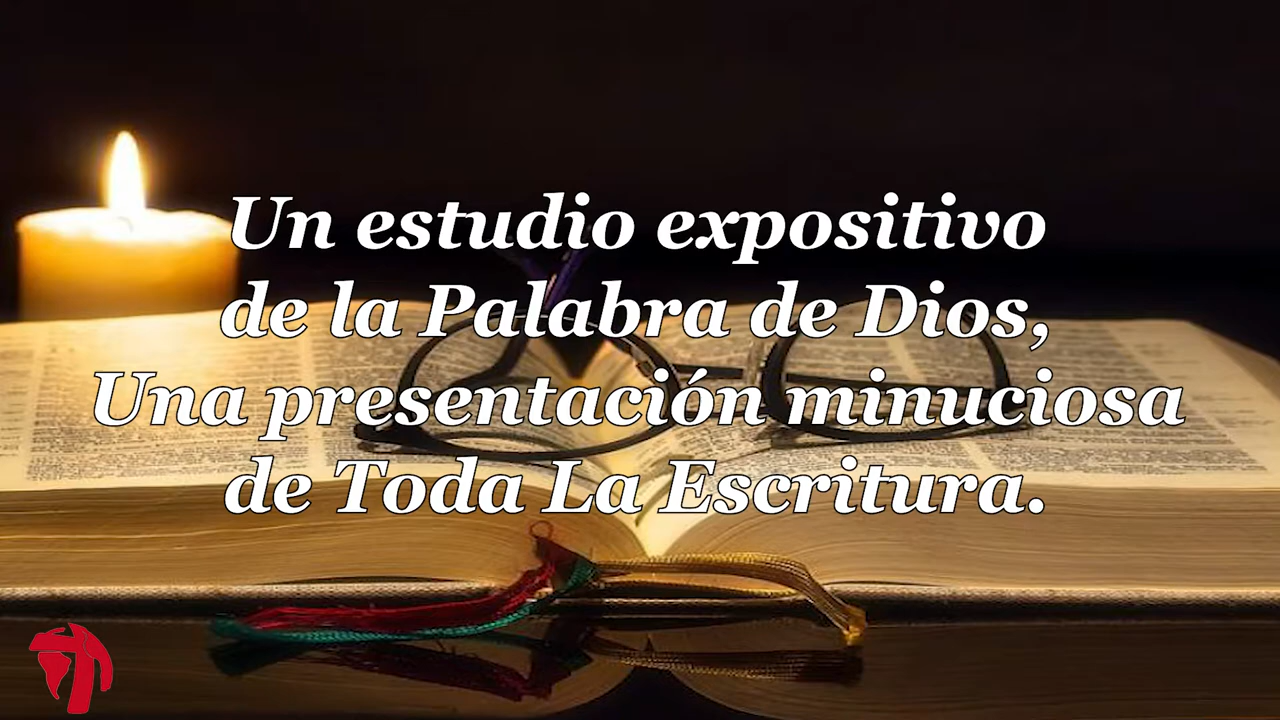 Un estudio expositivo
de la Palabra de Dios,
Una presentación minuciosa
de Toda La Escritura.